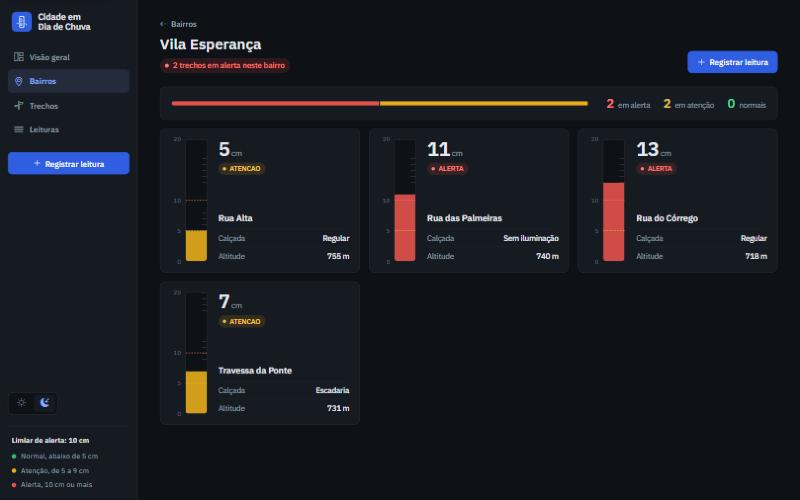 Cidade em
Dia de Chuva
Visão geral
Bairros
Trechos
Leituras
+ Registrar leitura
Limiar de alerta: 10 cm
Normal, abaixo de 5 cm
Atenção, de 5 a 9 cm
Alerta, 10 cm ou mais
← Bairros
Vila Esperança
2 trechos em alerta neste bairro
+ Registrar leitura
2 em alerta 2 em atenção 0 normais
20
10
5
0
5 cm
ATENCAO
Rua Alta
Calçada Regular
Altitude 755 m
20
10
5
0
11 cm
ALERTA
Rua das Palmeiras
Calçada Sem iluminação
Altitude 740 m
20
10
5
0
13 cm
ALERTA
Rua do Córrego
Calçada Regular
Altitude 718 m
20
10
5
0
7 cm
ATENCAO
Travessa da Ponte
Calçada Escadaria
Altitude 731 m